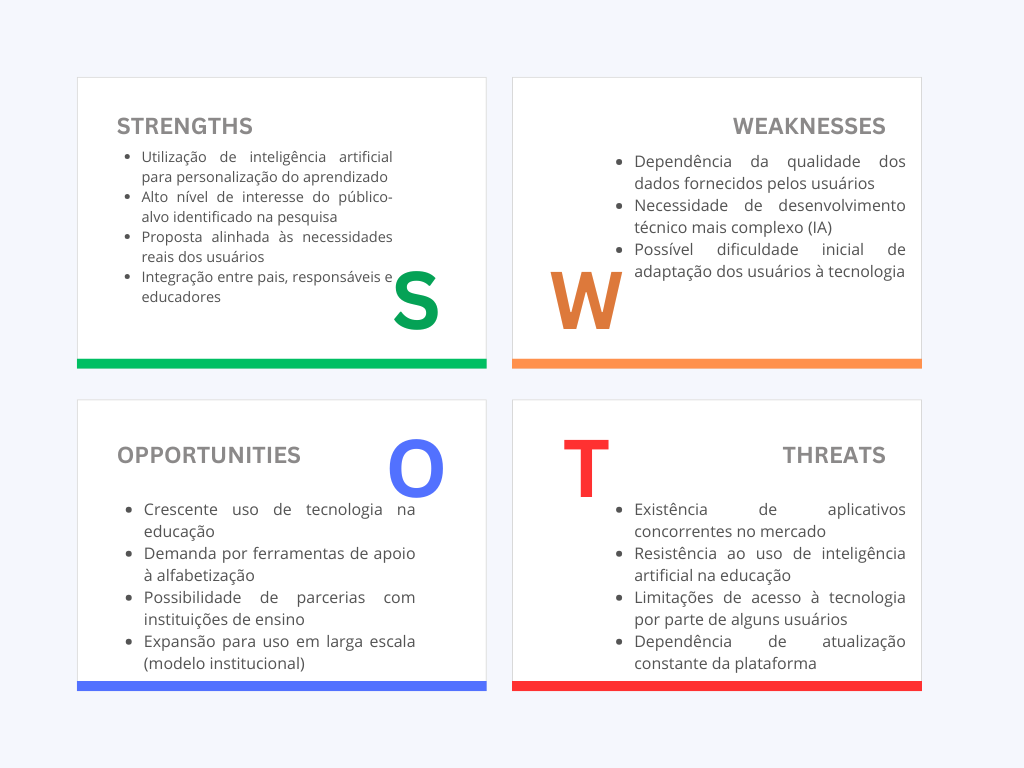 STRENGTHS
• Utilização de inteligência artificial
para personalização do aprendizado
• Alto nível de interesse do público-
alvo identificado na pesquisa
• Proposta alinhada às necessidades
reais dos usuários
• Integração entre pais, responsáveis e
educadores
S
WEAKNESSES
• Dependência da qualidade dos
dados fornecidos pelos usuários
• Necessidade de desenvolvimento
técnico mais complexo (IA)
• Possível dificuldade inicial de
adaptação dos usuários à tecnologia
W
OPPORTUNITIES
O
• Crescente uso de tecnologia na
educação
• Demanda por ferramentas de apoio
à alfabetização
• Possibilidade de parcerias com
instituições de ensino
• Expansão para uso em larga escala
(modelo institucional)
T
THREATS
• Existência de aplicativos
concorrentes no mercado
• Resistência ao uso de inteligência
artificial na educação
• Limitações de acesso à tecnologia
por parte de alguns usuários
• Dependência de atualização
constante da plataforma